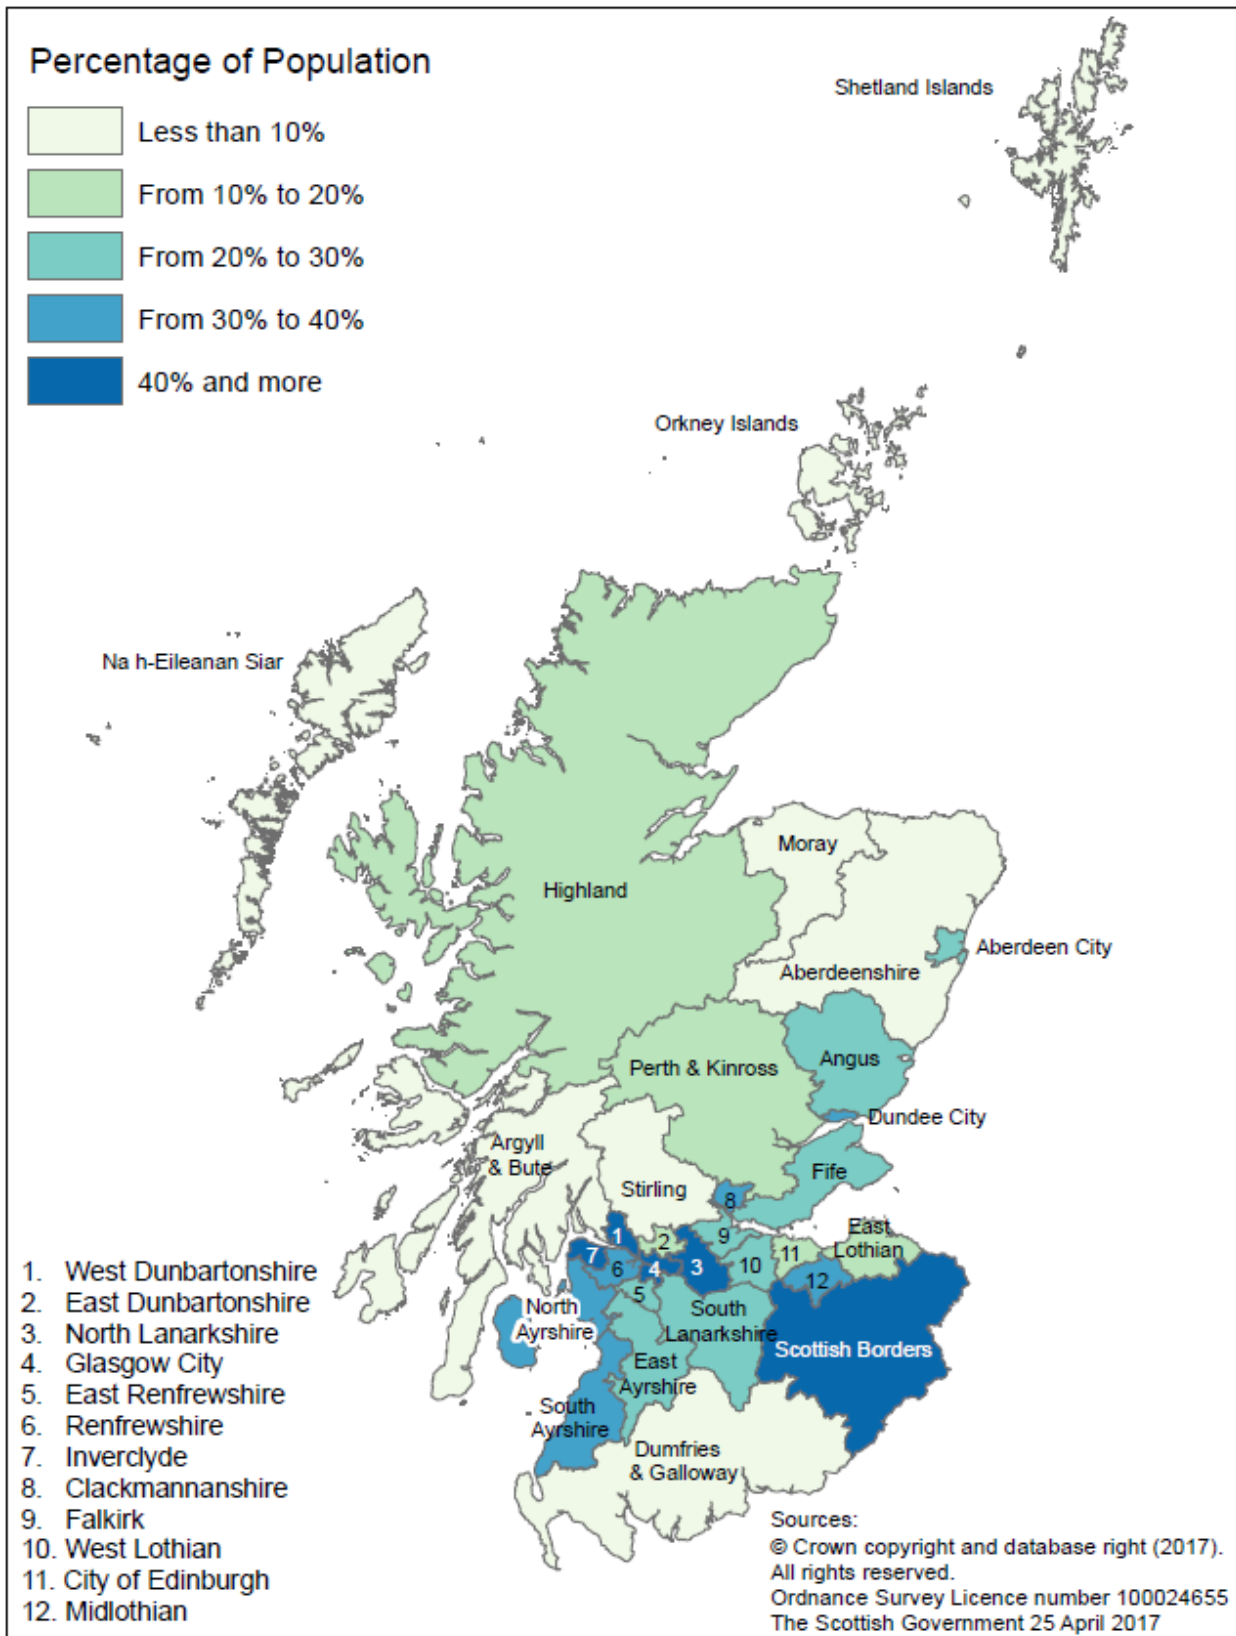 Percentage of Population
Less than 10%
From 10% to 20%
From 20% to 30%
From 30% to 40%
40% and more
Shetland Islands
Orkney Islands
Na h-Eileanan Siar
Highland
Moray
Aberdeenshire
Aberdeen City
Perth & Kinross
Angus
Dundee City
Argyll
& Bute
Stirling
Fife
8
1
2
9
East
Lothian
7
6
4
3
10
11
12
5
North
Ayrshire
South
Lanarkshire
Scottish Borders
East
Ayrshire
South
Ayrshire
Dumfries
& Galloway
1. West Dunbartonshire
2. East Dunbartonshire
3. North Lanarkshire
4. Glasgow City
5. East Renfrewshire
6. Renfrewshire
7. Inverclyde
8. Clackmannanshire
9. Falkirk
10. West Lothian
11. City of Edinburgh
12. Midlothian
Sources:
© Crown copyright and database right (2017).
All rights reserved.
Ordnance Survey Licence number 100024655
The Scottish Government 25 April 2017